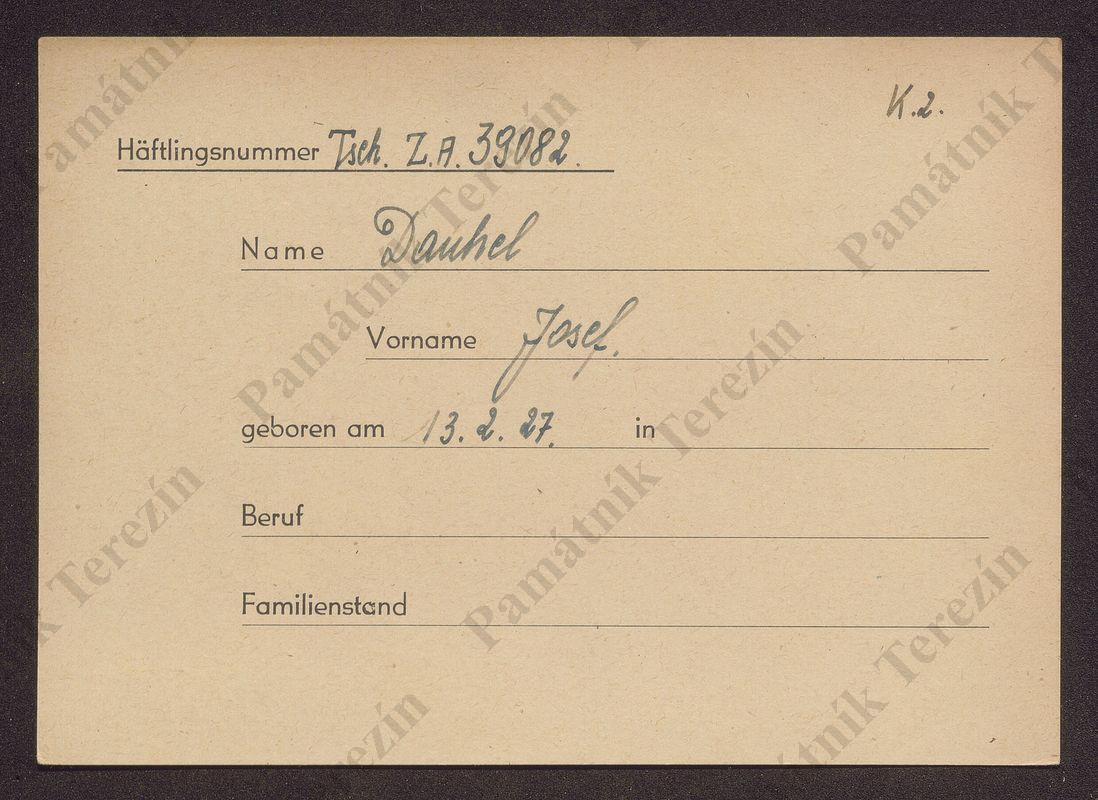 K.2.
Häftlingsnummer Tsch. Z.A. 39082.
Name Dauhel
Vorname Josef.
geboren am 13.2.27. in
Beruf
Familienstand
Památník Terezín